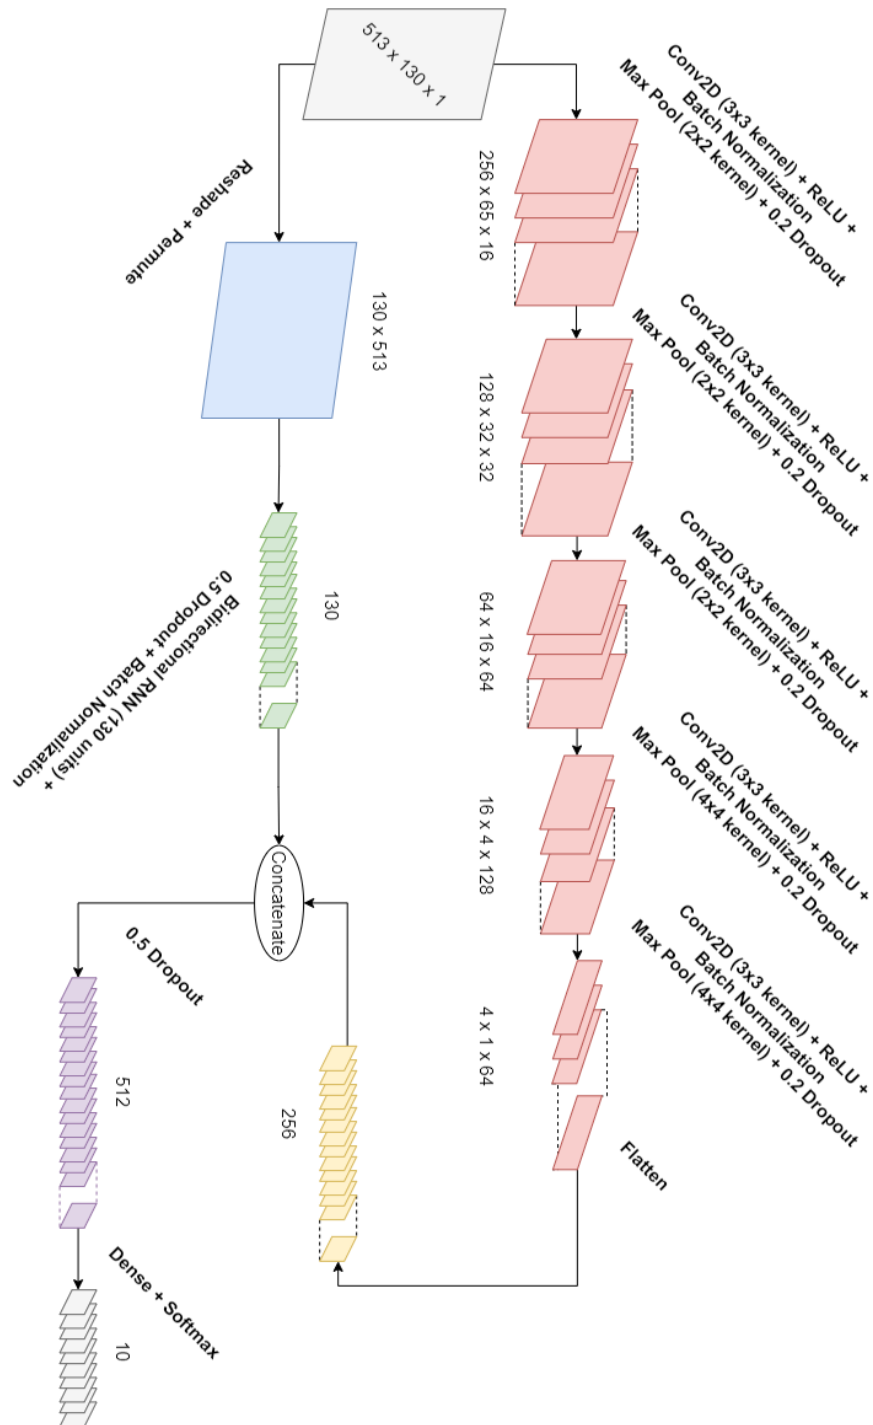 513 x 130 x 1
Conv2D (3x3 kernel) + ReLU +
Batch Normalization
Max Pool (2x2 kernel) + 0.2 Dropout
256 x 65 x 16
Conv2D (3x3 kernel) + ReLU +
Batch Normalization
Max Pool (2x2 kernel) + 0.2 Dropout
128 x 32 x 32
Conv2D (3x3 kernel) + ReLU +
Batch Normalization
Max Pool (2x2 kernel) + 0.2 Dropout
64 x 16 x 64
Conv2D (3x3 kernel) + ReLU +
Batch Normalization
Max Pool (4x4 kernel) + 0.2 Dropout
16 x 4 x 128
Conv2D (3x3 kernel) + ReLU +
Batch Normalization
Max Pool (4x4 kernel) + 0.2 Dropout
4 x 1 x 64
Flatten
256
Reshape + Permute
130 x 513
Bidirectional RNN (130 units) +
0.5 Dropout + Batch Normalization
130
Concatenate
0.5 Dropout
512
Dense + Softmax
10